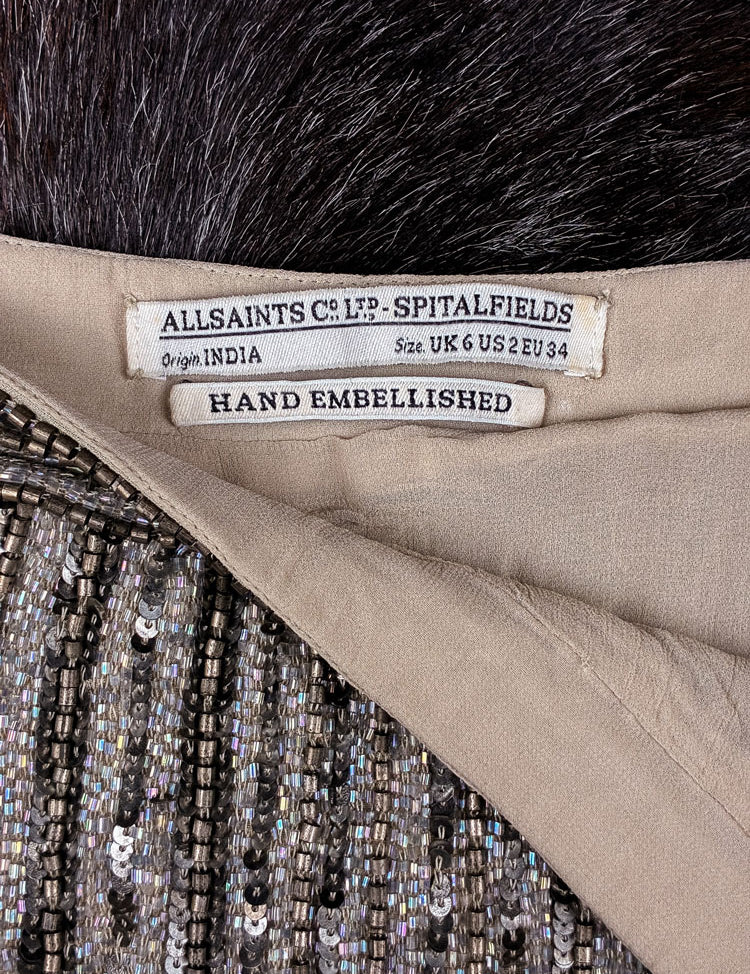 ALLSAINTS Co. LTD - SPITALFIELDS
Origin. INDIA Size. UK 6 US 2 EU 34
HAND EMBELLISHED